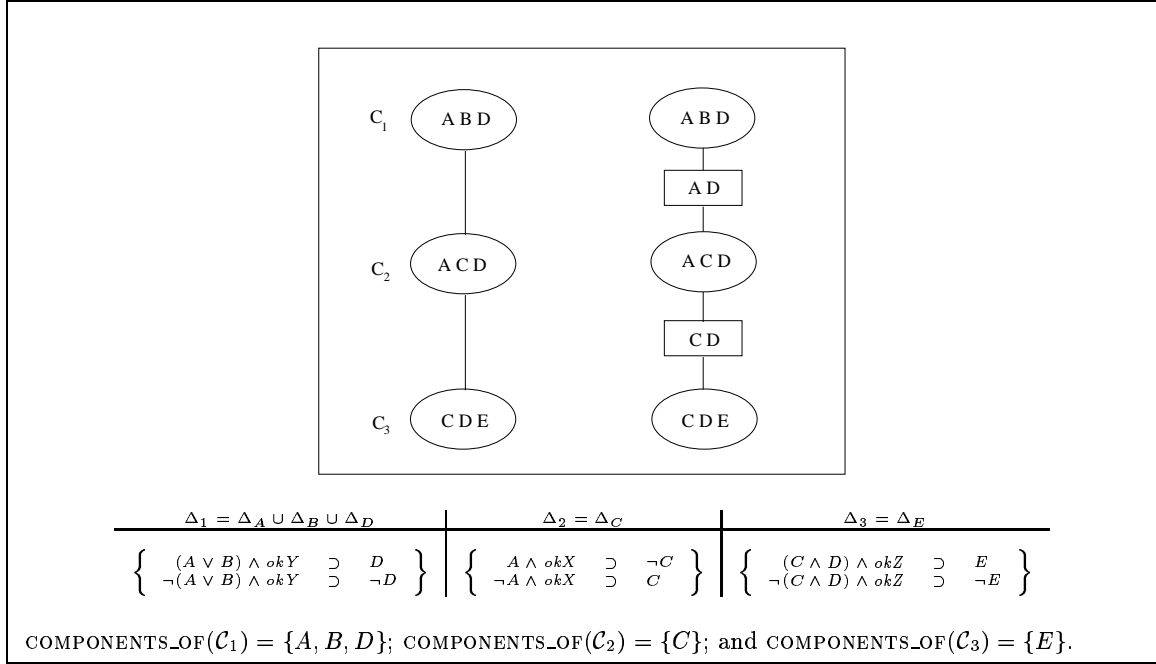 C1 A B D A B D
A D
C2 A C D A C D
C D
C3 C D E C D E
Δ1 = ΔA ∪ ΔB ∪ ΔD Δ2 = ΔC Δ3 = ΔE
{ (A ∨ B) ∧ okY ⊃ D } { A ∧ okX ⊃ ¬C } { (C ∧ D) ∧ okZ ⊃ E }
¬(A ∨ B) ∧ okY ⊃ ¬D ¬A ∧ okX ⊃ C ¬(C ∧ D) ∧ okZ ⊃ ¬E
COMPONENTS_OF(𝒞1) = {A, B, D}; COMPONENTS_OF(𝒞2) = {C}; and COMPONENTS_OF(𝒞3) = {E}.